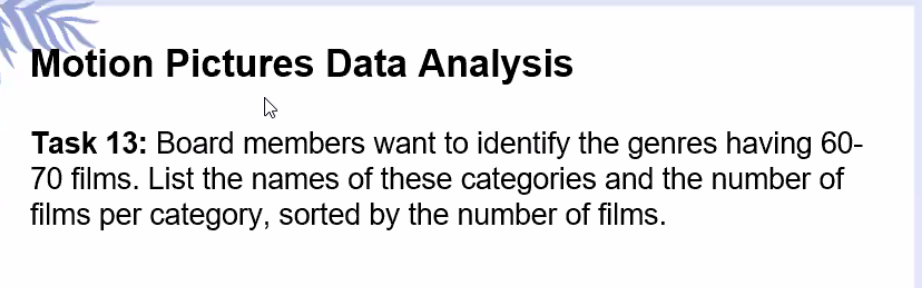 Motion Pictures Data Analysis
Task 13: Board members want to identify the genres having 60-
70 films. List the names of these categories and the number of
films per category, sorted by the number of films.